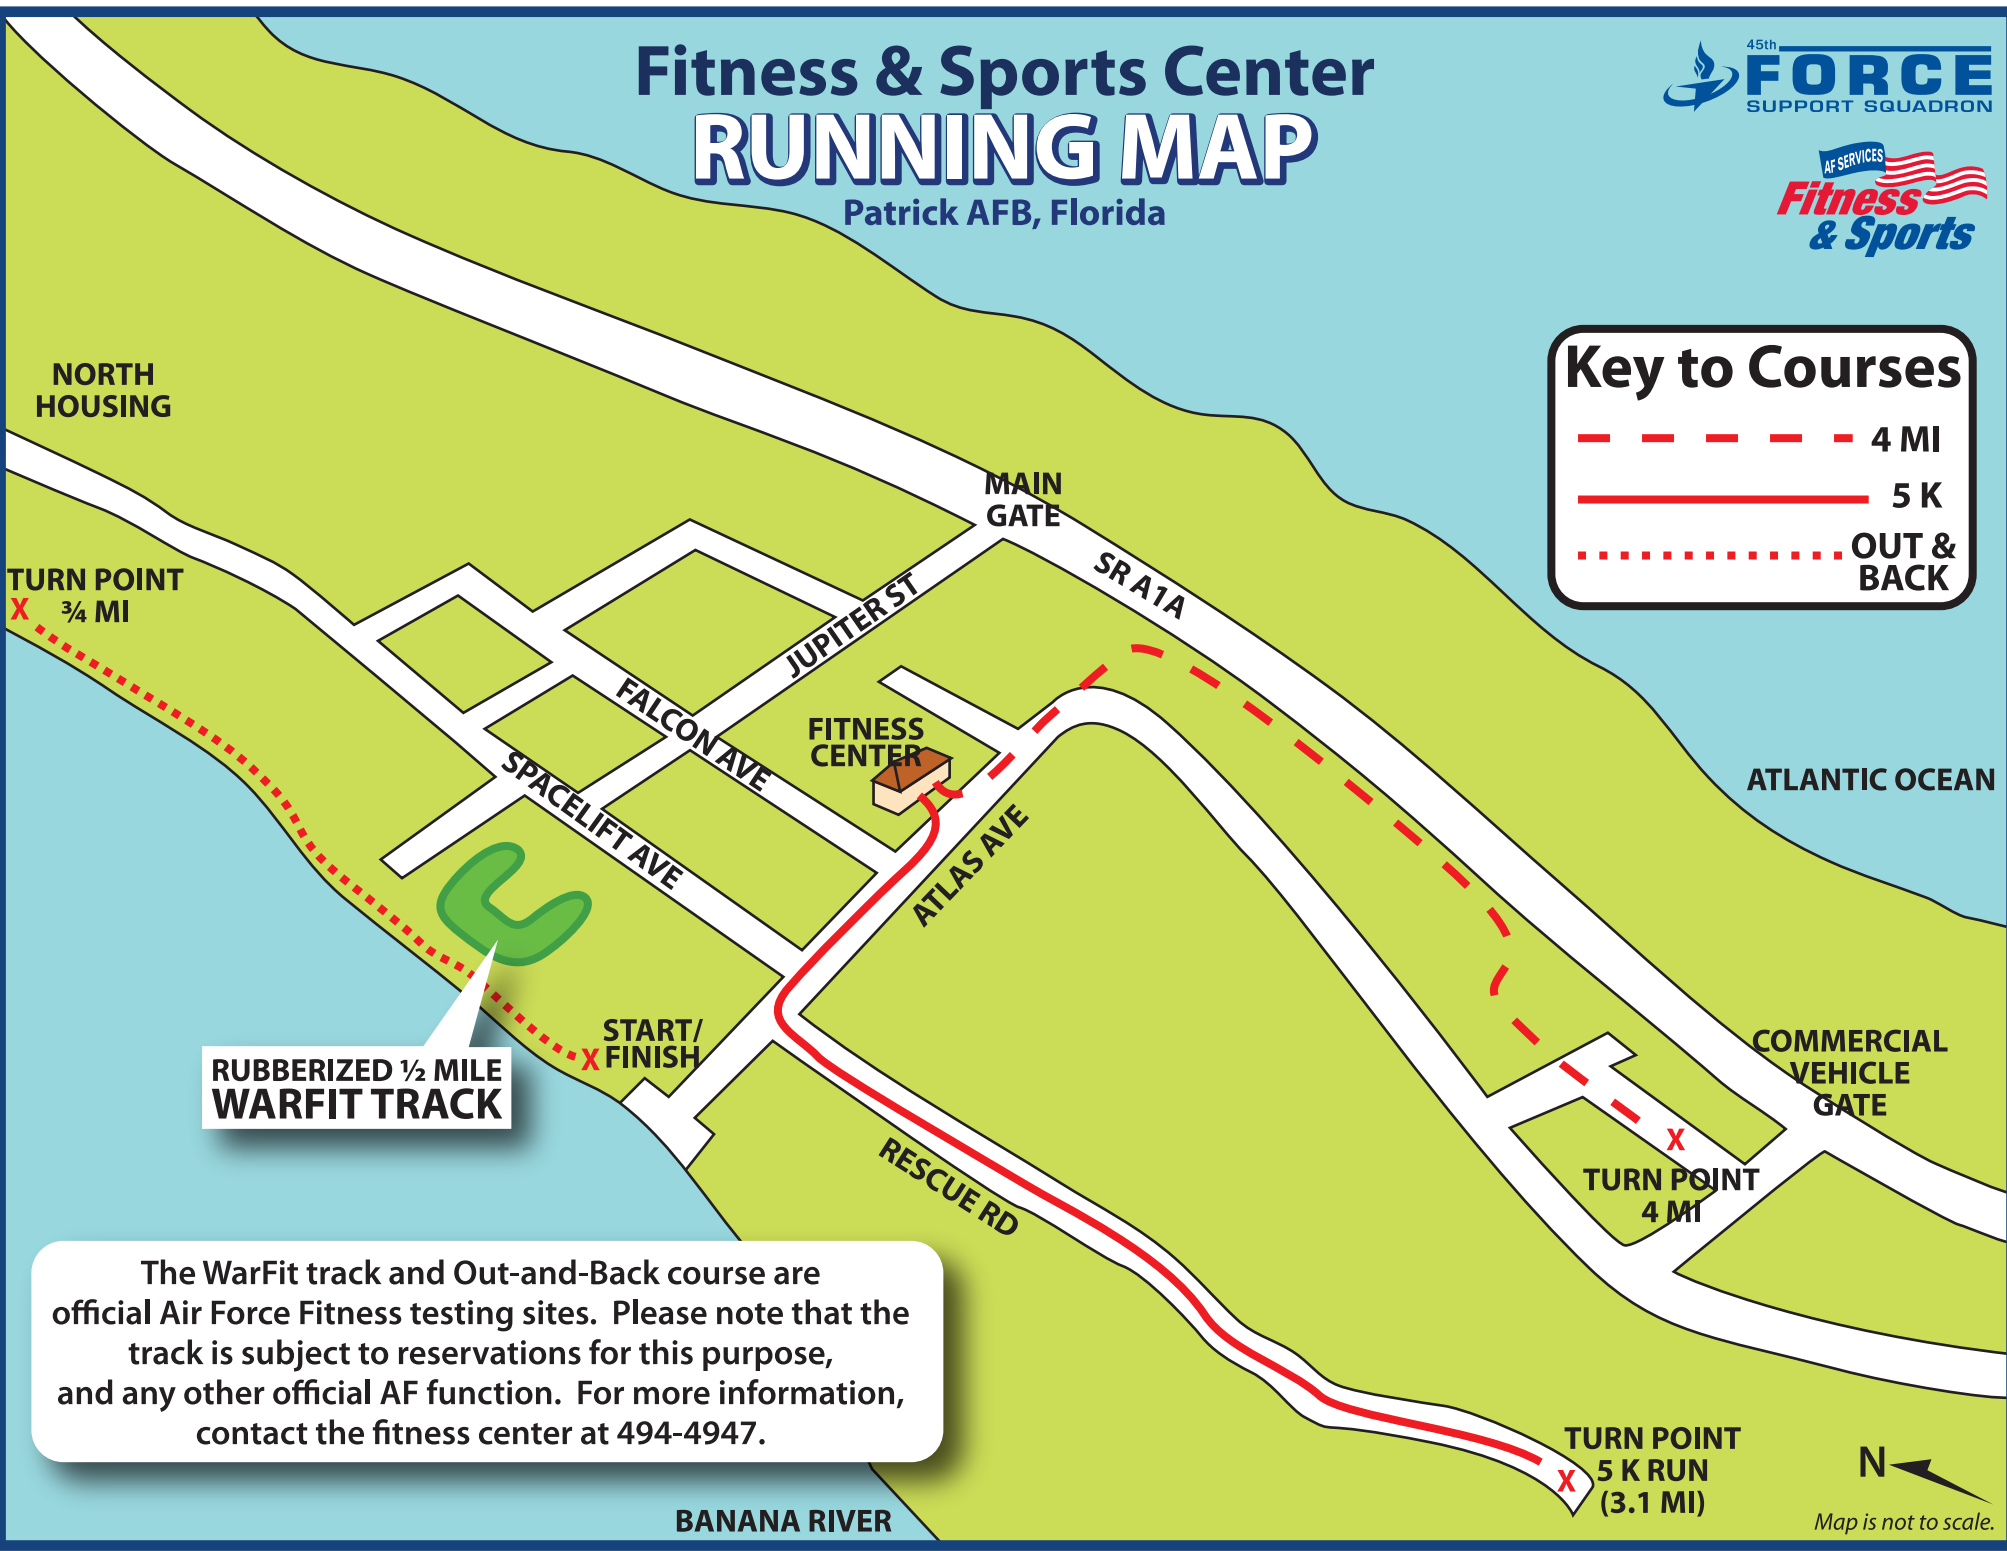 Fitness & Sports Center
RUNNING MAP
Patrick AFB, Florida
45th
FORCE
SUPPORT SQUADRON
AF SERVICES
Fitness
& Sports
Key to Courses
4 MI
5 K
OUT &
BACK
NORTH
HOUSING
MAIN
GATE
SR A1A
TURN POINT
X ¾ MI
JUPITER ST
FALCON AVE
FITNESS
CENTER
SPACELIFT AVE
ATLAS AVE
ATLANTIC OCEAN
START/
X FINISH
RUBBERIZED ½ MILE
WARFIT TRACK
COMMERCIAL
VEHICLE
GATE
X
TURN POINT
4 MI
RESCUE RD
The WarFit track and Out-and-Back course are
official Air Force Fitness testing sites.  Please note that the
track is subject to reservations for this purpose,
and any other official AF function.  For more information,
contact the fitness center at 494-4947.
TURN POINT
X 5 K RUN
(3.1 MI)
N
BANANA RIVER
Map is not to scale.